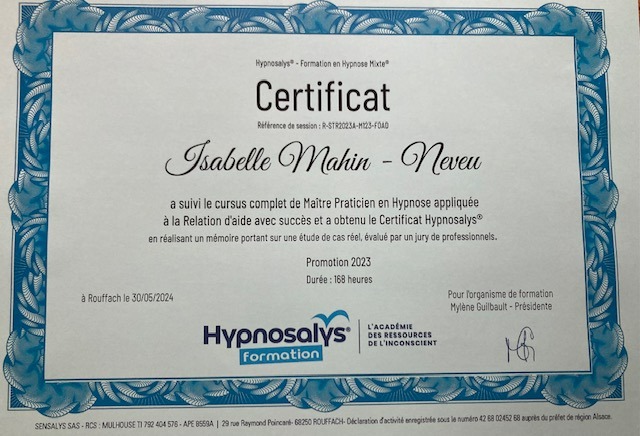 Hypnosalys® - Formation en Hypnose Mixte®
Certificat
Référence de session : R-STR2023A-M123-FOAD
Isabelle Mahin - Neveu
a suivi le cursus complet de Maître Praticien en Hypnose appliquée
à la Relation d'aide avec succès et a obtenu le Certificat Hypnosalys®
en réalisant un mémoire portant sur une étude de cas réel, évalué par un jury de professionnels.
Promotion 2023
Durée : 168 heures
à Rouffach le 30/05/2024
Pour l'organisme de formation
Mylène Guilbault - Présidente
Hypnosalys®
formation
L'ACADÉMIE
DES RESSOURCES
DE L'INCONSCIENT
SENSALYS SAS - RCS : MULHOUSE TI 792 404 576 - APE 8559A | 29 rue Raymond Poincaré- 68250 ROUFFACH- Déclaration d'activité enregistrée sous le numéro 42 68 02452 68 auprès du préfet de région Alsace.